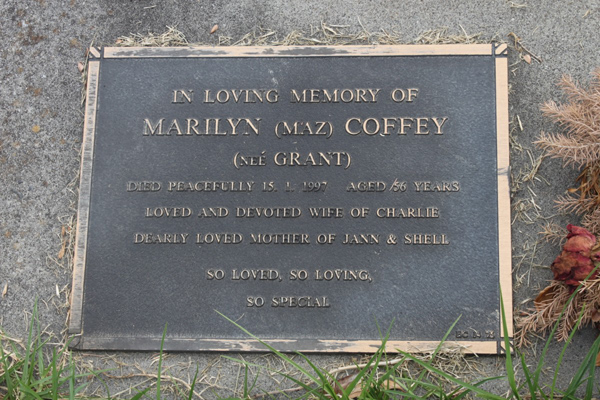 IN LOVING MEMORY OF
MARILYN (MAZ) COFFEY
(NEÉ GRANT)
DIED PEACEFULLY 15. 1. 1997 AGED 56 YEARS
LOVED AND DEVOTED WIFE OF CHARLIE
DEARLY LOVED MOTHER OF JANN & SHELL
SO LOVED, SO LOVING,
SO SPECIAL